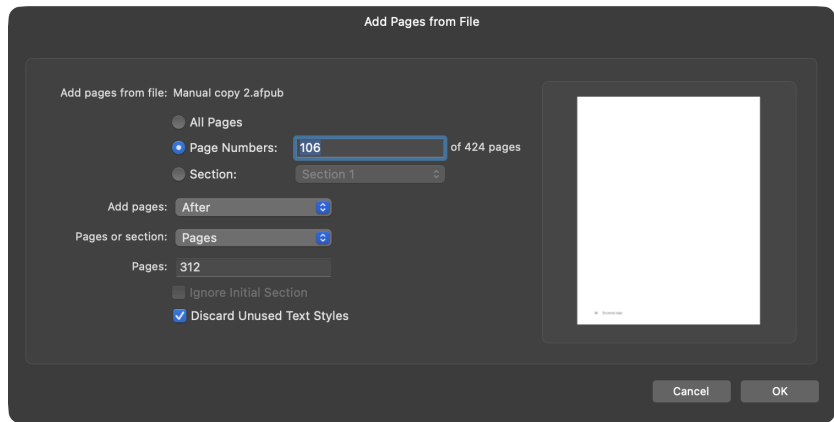 Add Pages from File
Add pages from file: Manual copy 2.afpub
All Pages
Page Numbers: 106 of 424 pages
Section: Section 1
Add pages: After
Pages or section: Pages
Pages: 312
Ignore Initial Section
Discard Unused Text Styles
Cancel OK